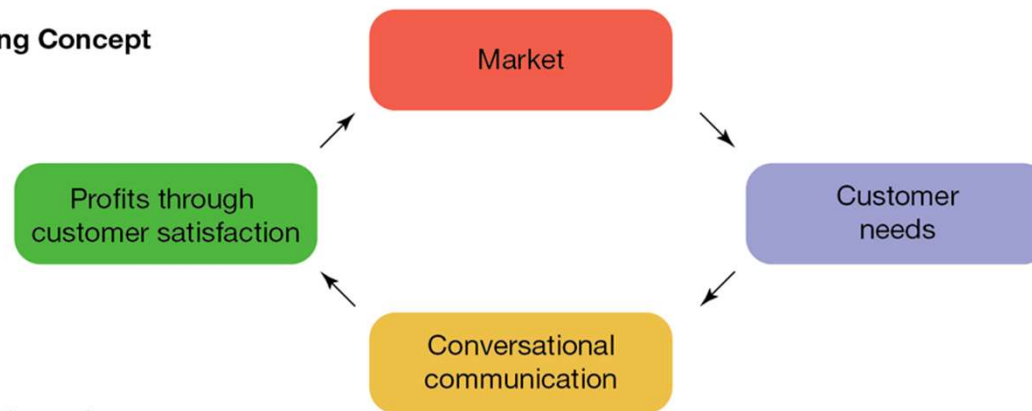 ng Concept
Market
Profits through
customer satisfaction
Customer
needs
Conversational
communication